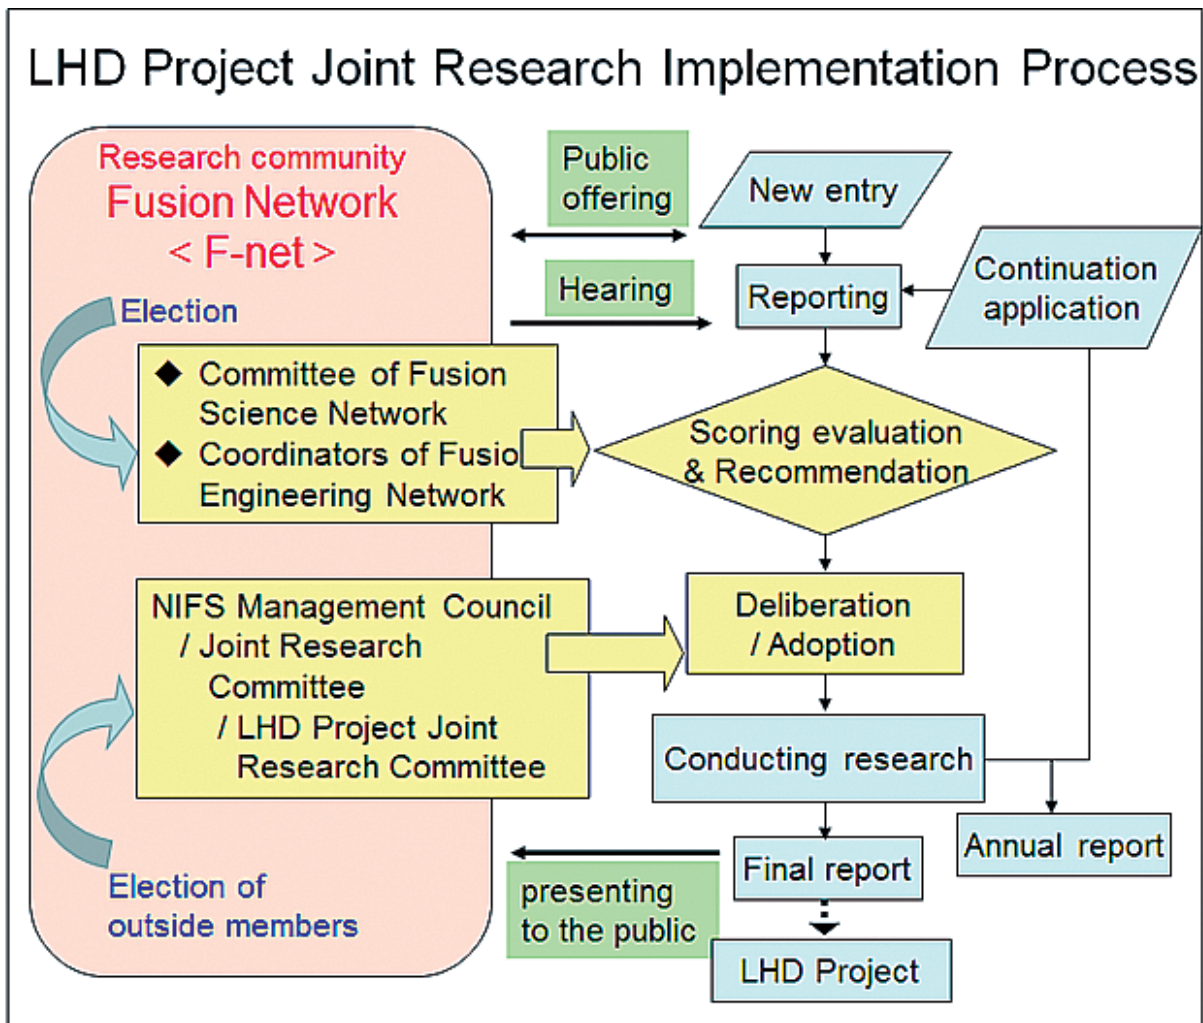 LHD Project Joint Research Implementation Process
Research community
Fusion Network
< F-net >
Election
◆ Committee of Fusion
Science Network
◆ Coordinators of Fusio
Engineering Network
NIFS Management Council
/ Joint Research
Committee
/ LHD Project Joint
Research Committee
Election of
outside members
Public
offering
Hearing
New entry
Reporting
Continuation
application
Scoring evaluation
& Recommendation
Deliberation
/ Adoption
Conducting research
Annual report
Final report
presenting
to the public
LHD Project